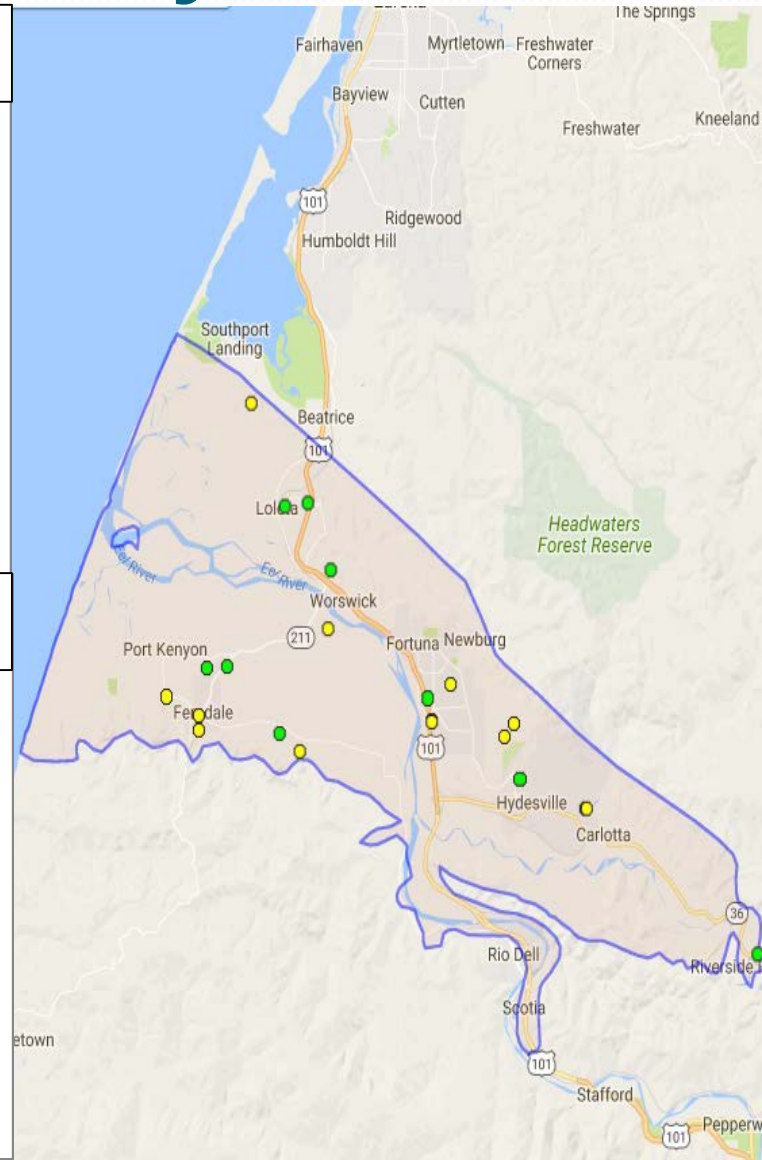 The Springs
Fairhaven
Myrtletown
Freshwater
Corners
Bayview
Cutten
Kneeland
Freshwater
101
Ridgewood
Humboldt Hill
Southport
Landing
Beatrice
101
Headwaters
Forest Reserve
Eel River
Eel River
Worswick
211
Fortuna
Newburg
Port Kenyon
101
Hydesville
Carlotta
36
Rio Dell
Riverside
Scotia
etown
101
Stafford
101
Pepperw